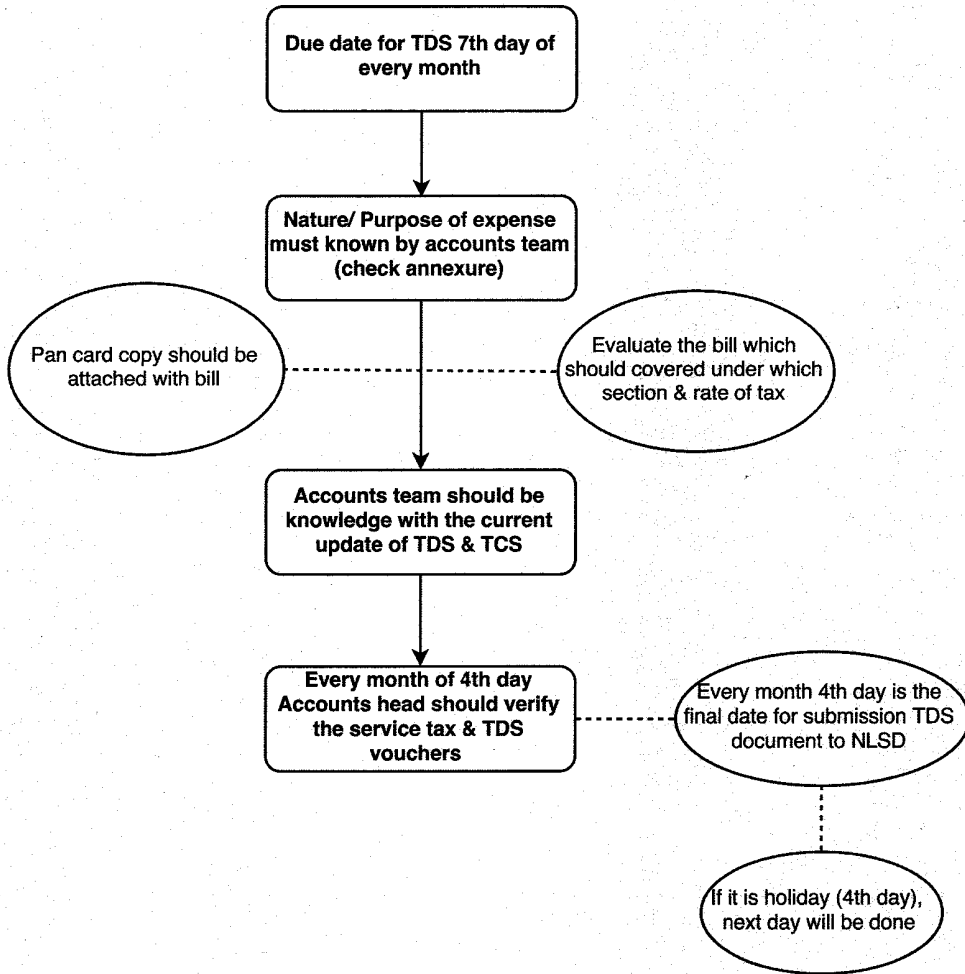 Due date for TDS 7th day of
every month
Nature/ Purpose of expense
must known by accounts team
(check annexure)
Pan card copy should be
attached with bill
Evaluate the bill which
should covered under which
section & rate of tax
Accounts team should be
knowledge with the current
update of TDS & TCS
Every month of 4th day
Accounts head should verify
the service tax & TDS
vouchers
Every month 4th day is the
final date for submission TDS
document to NLSD
If it is holiday (4th day),
next day will be done